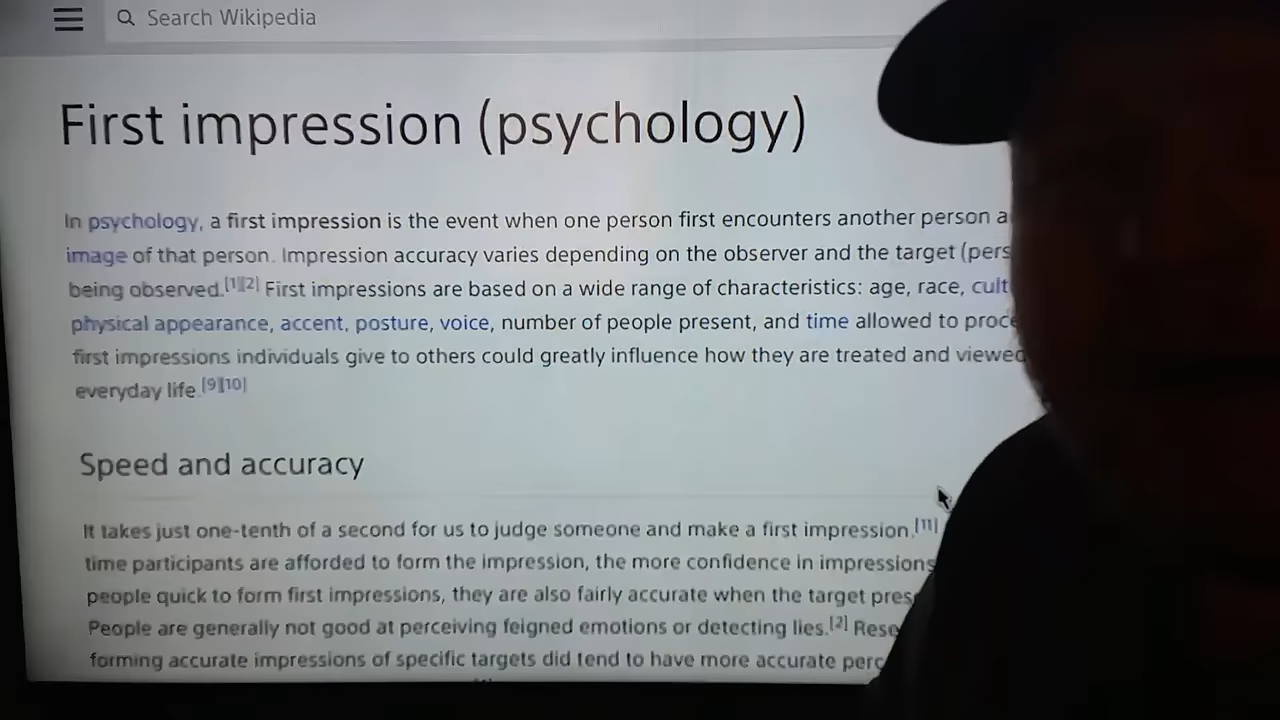 Search Wikipedia
First impression (psychology)
In psychology, a first impression is the event when one person first encounters another person a
image of that person. Impression accuracy varies depending on the observer and the target (pers
being observed.[1][2] First impressions are based on a wide range of characteristics: age, race, cult
physical appearance, accent, posture, voice, number of people present, and time allowed to proce
first impressions individuals give to others could greatly influence how they are treated and viewed
everyday life.[9][10]
Speed and accuracy
It takes just one-tenth of a second for us to judge someone and make a first impression.[11]
time participants are afforded to form the impression, the more confidence in impressions
people quick to form first impressions, they are also fairly accurate when the target pres
People are generally not good at perceiving feigned emotions or detecting lies.[2] Rese
forming accurate impressions of specific targets did tend to have more accurate perc